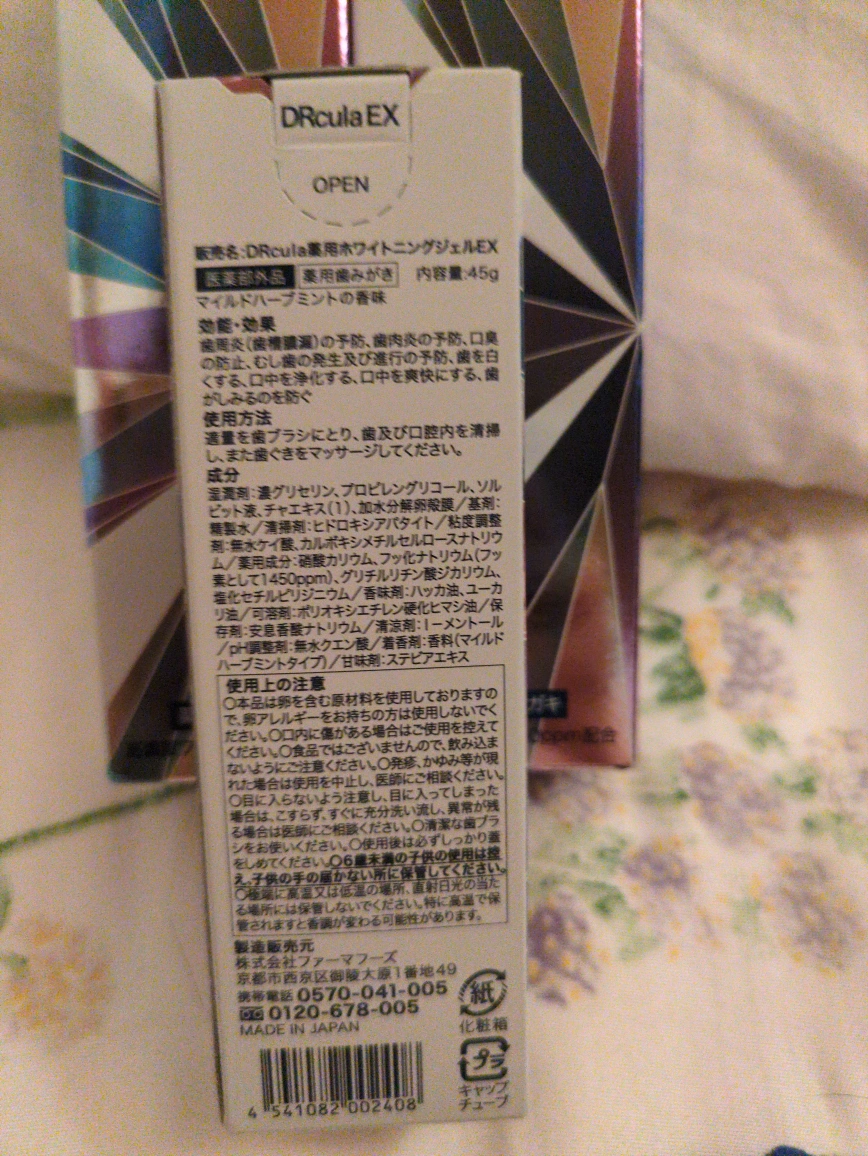 DRcula EX
OPEN
販売名:DRcula薬用ホワイトニングジェルEX
医薬部外品 薬用歯みがき 内容量:45g
マイルドハーブミントの香味
効能・効果
歯周炎(歯槽膿漏)の予防、歯肉炎の予防、口臭
の防止、むし歯の発生及び進行の予防、歯を白
くする、口中を浄化する、口中を爽快にする、歯
がしみるのを防ぐ
使用方法
適量を歯ブラシにとり、歯及び口腔内を清掃
し、また歯ぐきをマッサージしてください。
成分
湿潤剤:濃グリセリン、プロピレングリコール、ソル
ビット液、チャエキス(1)、加水分解卵殻膜/基剤:
精製水/清掃剤:ヒドロキシアパタイト/粘度調整
剤:無水ケイ酸、カルボキシメチルセルロースナトリウ
ム/薬用成分:硝酸カリウム、フッ化ナトリウム(フッ
素として1450ppm)、グリチルリチン酸ジカリウム、
塩化セチルピリジニウム/香味剤:ハッカ油、ユーカ
リ油/可溶剤:ポリオキシエチレン硬化ヒマシ油/保
存剤:安息香酸ナトリウム/清涼剤:l-メントール
/pH調整剤:無水クエン酸/着香剤:香料(マイルド
ハーブミントタイプ)/甘味剤:ステビアエキス
使用上の注意
○本品は卵を含む原材料を使用しておりますの
で、卵アレルギーをお持ちの方は使用しないでく
ださい。○口内に傷がある場合はご使用を控えて
ください。○食品ではございませんので、飲み込ま
ないようにご注意ください。○発疹、かゆみ等が現
れた場合は使用を中止し、医師にご相談ください。
○目に入らないよう注意し、目に入ってしまった
場合は、こすらず、すぐに充分洗い流し、異常が残
る場合は医師にご相談ください。○清潔な歯ブラ
シをお使いください。○使用後は必ずしっかり蓋
をしめてください。○6歳未満の子供の使用は控
え、子供の手の届かない所に保管してください。
○極端に高温又は低温の場所、直射日光の当た
る場所には保管しないでください。特に高温で保
管されますと香調が変わる可能性があります。
製造販売元
株式会社ファーマフーズ
京都市西京区御陵大原1番地49
携帯電話 0570-041-005
0120-678-005
MADE IN JAPAN
紙
化粧箱
プラ
キャップ
チューブ
4 541082 002408
ガキ
ppm配合